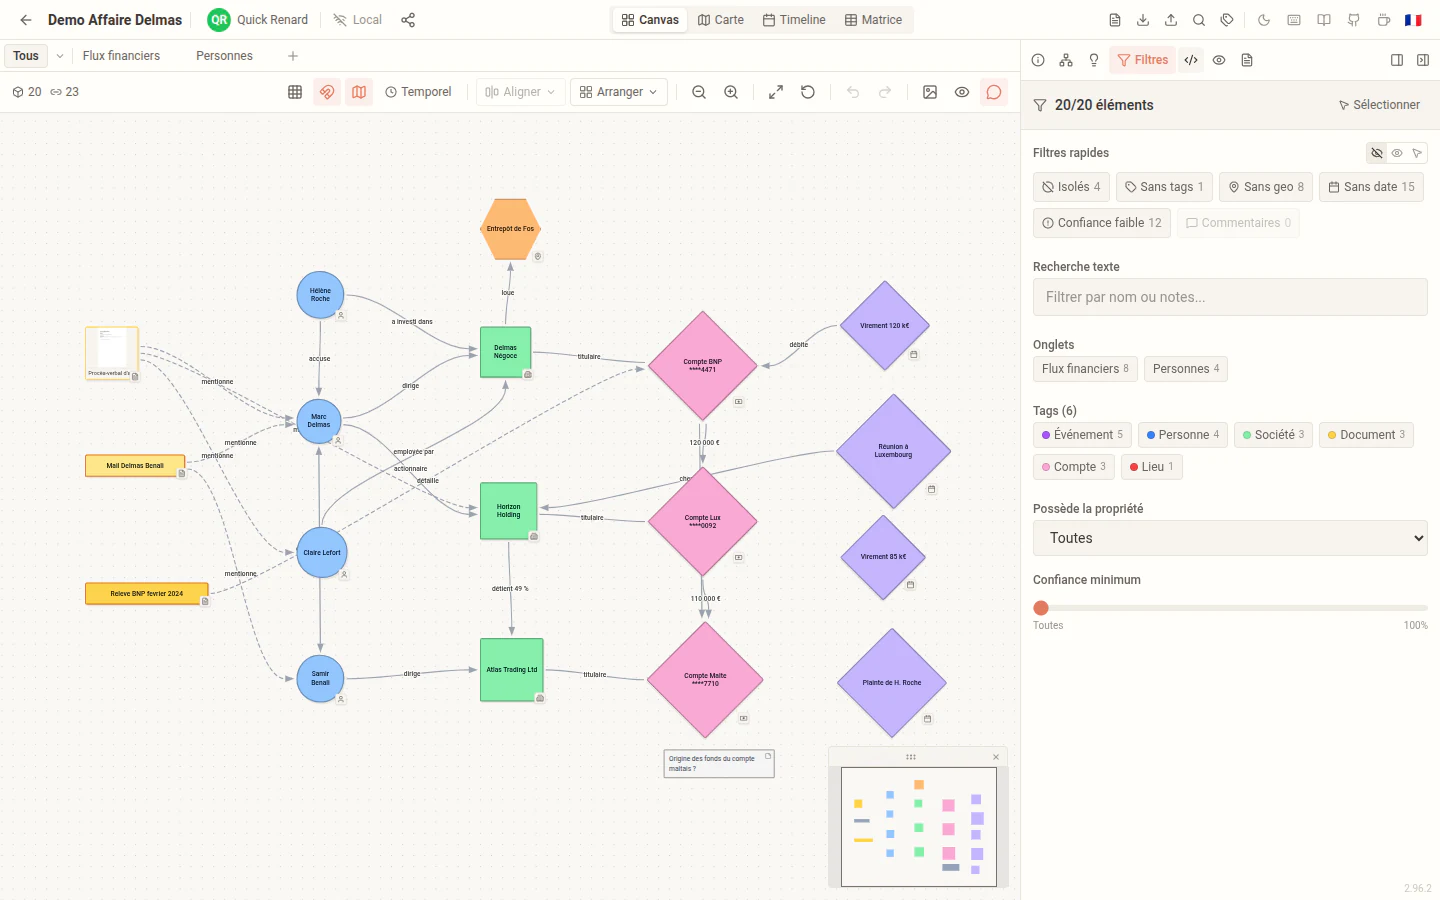 Demo Affaire Delmas
QR
Quick Renard
Local
Canvas
Carte
Timeline
Matrice
Tous
Flux financiers
Personnes
20
23
Temporel
Aligner
Arranger
Filtres
20/20 éléments
Sélectionner
Filtres rapides
Isolés 4
Sans tags 1
Sans geo 8
Sans date 15
Confiance faible 12
Commentaires 0
Recherche texte
Filtrer par nom ou notes...
Onglets
Flux financiers 8
Personnes 4
Tags (6)
Événement 5
Personne 4
Société 3
Document 3
Compte 3
Lieu 1
Possède la propriété
Toutes
Confiance minimum
Toutes
100%
2.96.2
Entrepôt de Fos
loue
Hélène
Roche
a investi dans
accuse
Delmas
Négoce
titulaire
Compte BNP
****4471
débite
Virement 120 k€
mentionne
dirige
Marc
Delmas
mentionne
mentionne
Mail Delmas Benali
employée par
actionnaire
détaille
120 000 €
Réunion à
Luxembourg
Horizon
Holding
titulaire
Compte Lux
****0092
Claire Lefort
Virement 85 k€
mentionne
Releve BNP fevrier 2024
détient 49 %
110 000 €
Samir
Benali
dirige
Atlas Trading Ltd
titulaire
Compte Malte
****7710
Plainte de H. Roche
Origine des fonds du compte
maltais ?